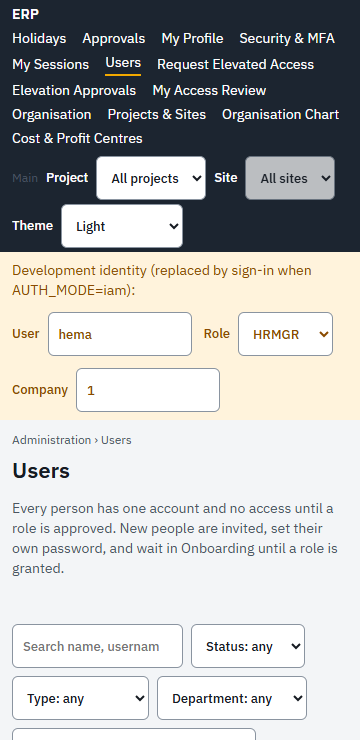 ERP
Holidays Approvals My Profile Security & MFA
My Sessions Users Request Elevated Access
Elevation Approvals My Access Review
Organisation Projects & Sites Organisation Chart
Cost & Profit Centres
Main Project All projects Site All sites
Theme Light
Development identity (replaced by sign-in when
AUTH_MODE=iam):
User hema Role HRMGR
Company 1
Administration › Users
Users
Every person has one account and no access until a
role is approved. New people are invited, set their
own password, and wait in Onboarding until a role is
granted.
Search name, usernam Status: any
Type: any Department: any